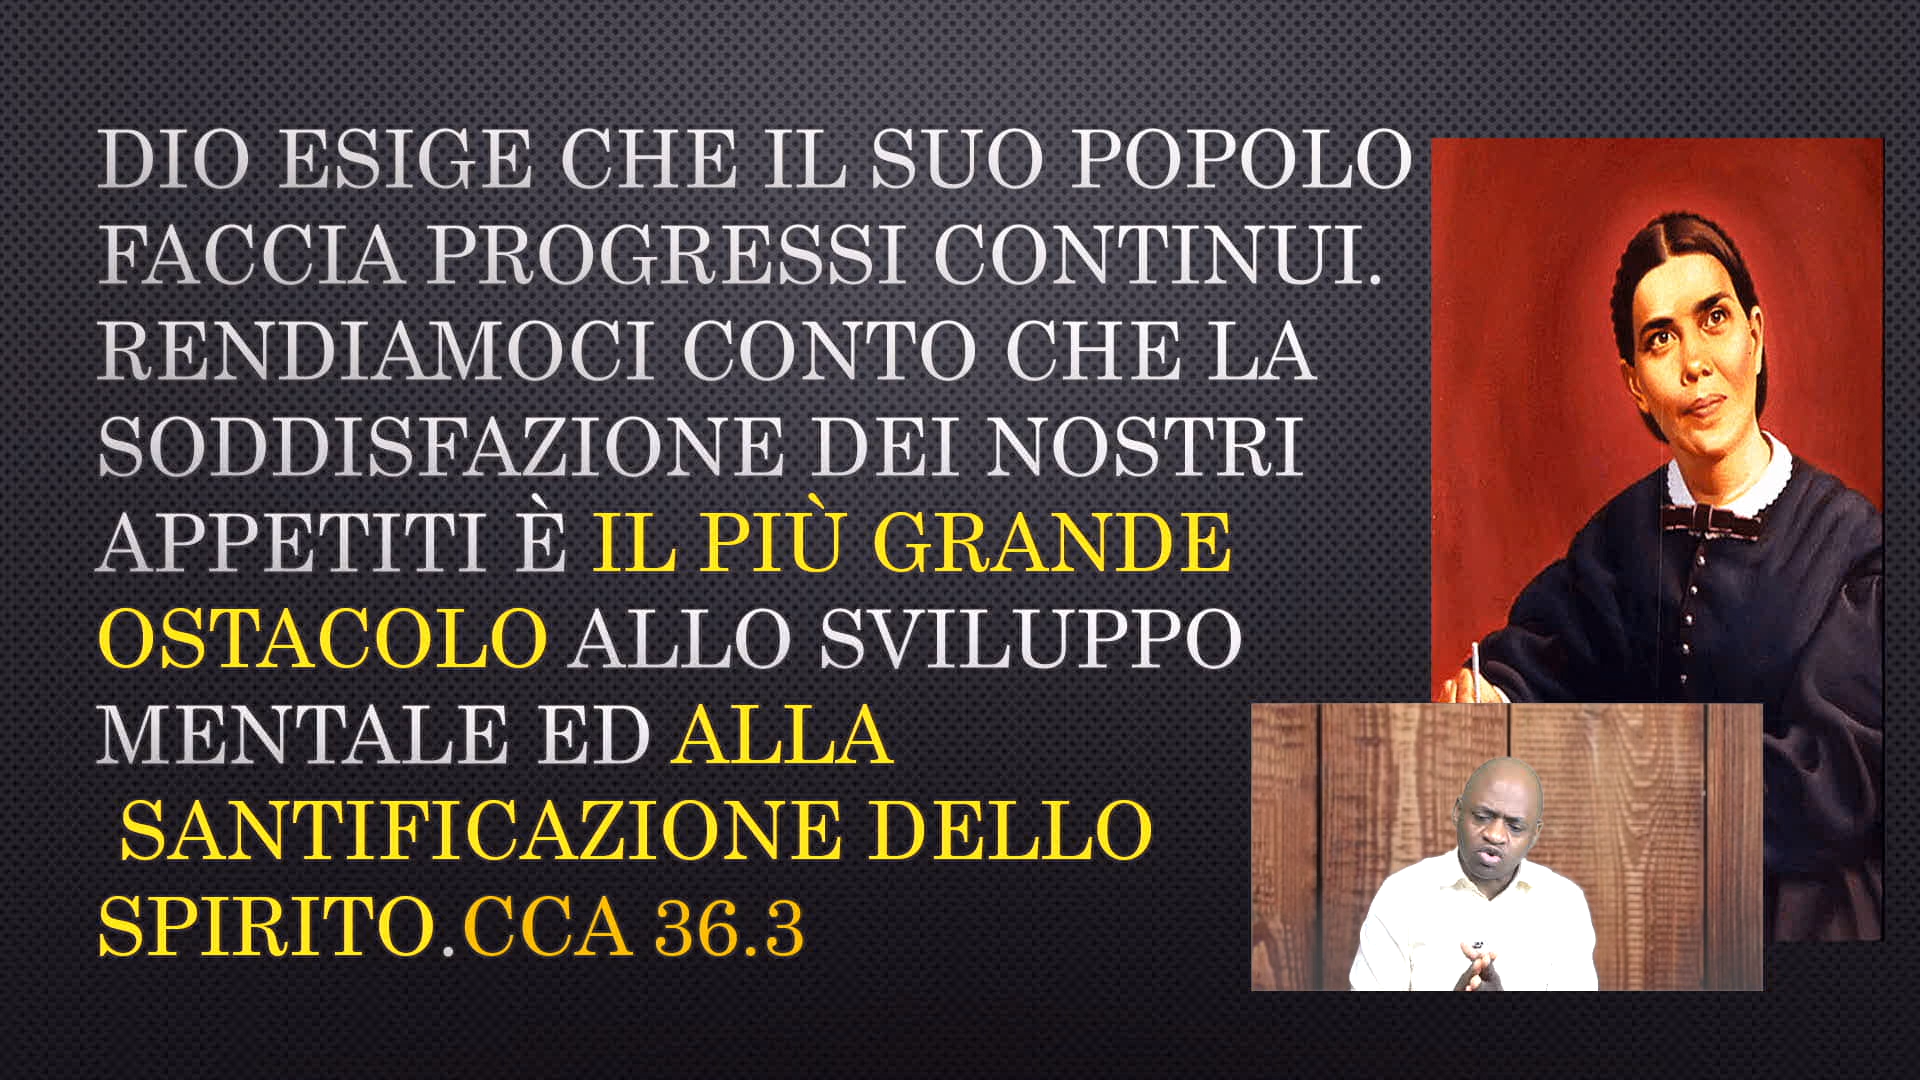 DIO ESIGE CHE IL SUO POPOLO
FACCIA PROGRESSI CONTINUI.
RENDIAMOCI CONTO CHE LA
SODDISFAZIONE DEI NOSTRI
APPETITI È IL PIÙ GRANDE
OSTACOLO ALLO SVILUPPO
MENTALE ED ALLA
SANTIFICAZIONE DELLO
SPIRITO.CCA 36.3